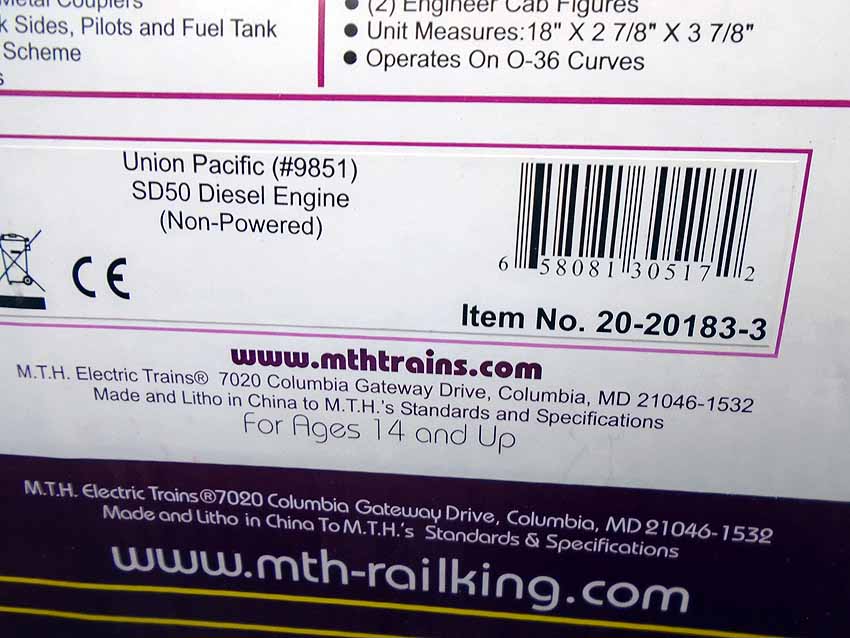 Metal Couplers
k Sides, Pilots and Fuel Tank
Scheme
s
• (2) Engineer Cab Figures
• Unit Measures:18" X 2 7/8" X 3 7/8"
• Operates On O-36 Curves
Union Pacific (#9851)
SD50 Diesel Engine
(Non-Powered)
CE
6 58081 30517 2
Item No. 20-20183-3
www.mthtrains.com
M.T.H. Electric Trains® 7020 Columbia Gateway Drive, Columbia, MD 21046-1532
Made and Litho in China to M.T.H.'s Standards and Specifications
For Ages 14 and Up
M.T.H. Electric Trains®7020 Columbia Gateway Drive, Columbia, MD 21046-1532
Made and Litho in China To M.T.H.'s Standards & Specifications
www.mth-railking.com